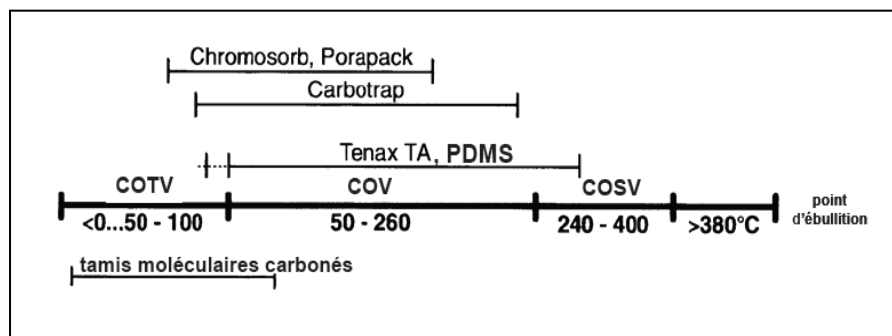 Chromosorb, Porapack
Carbotrap
Tenax TA, PDMS
COTV COV COSV
<0...50 - 100 50 - 260 240 - 400 >380°C
point
d'ébullition
tamis moléculaires carbonés